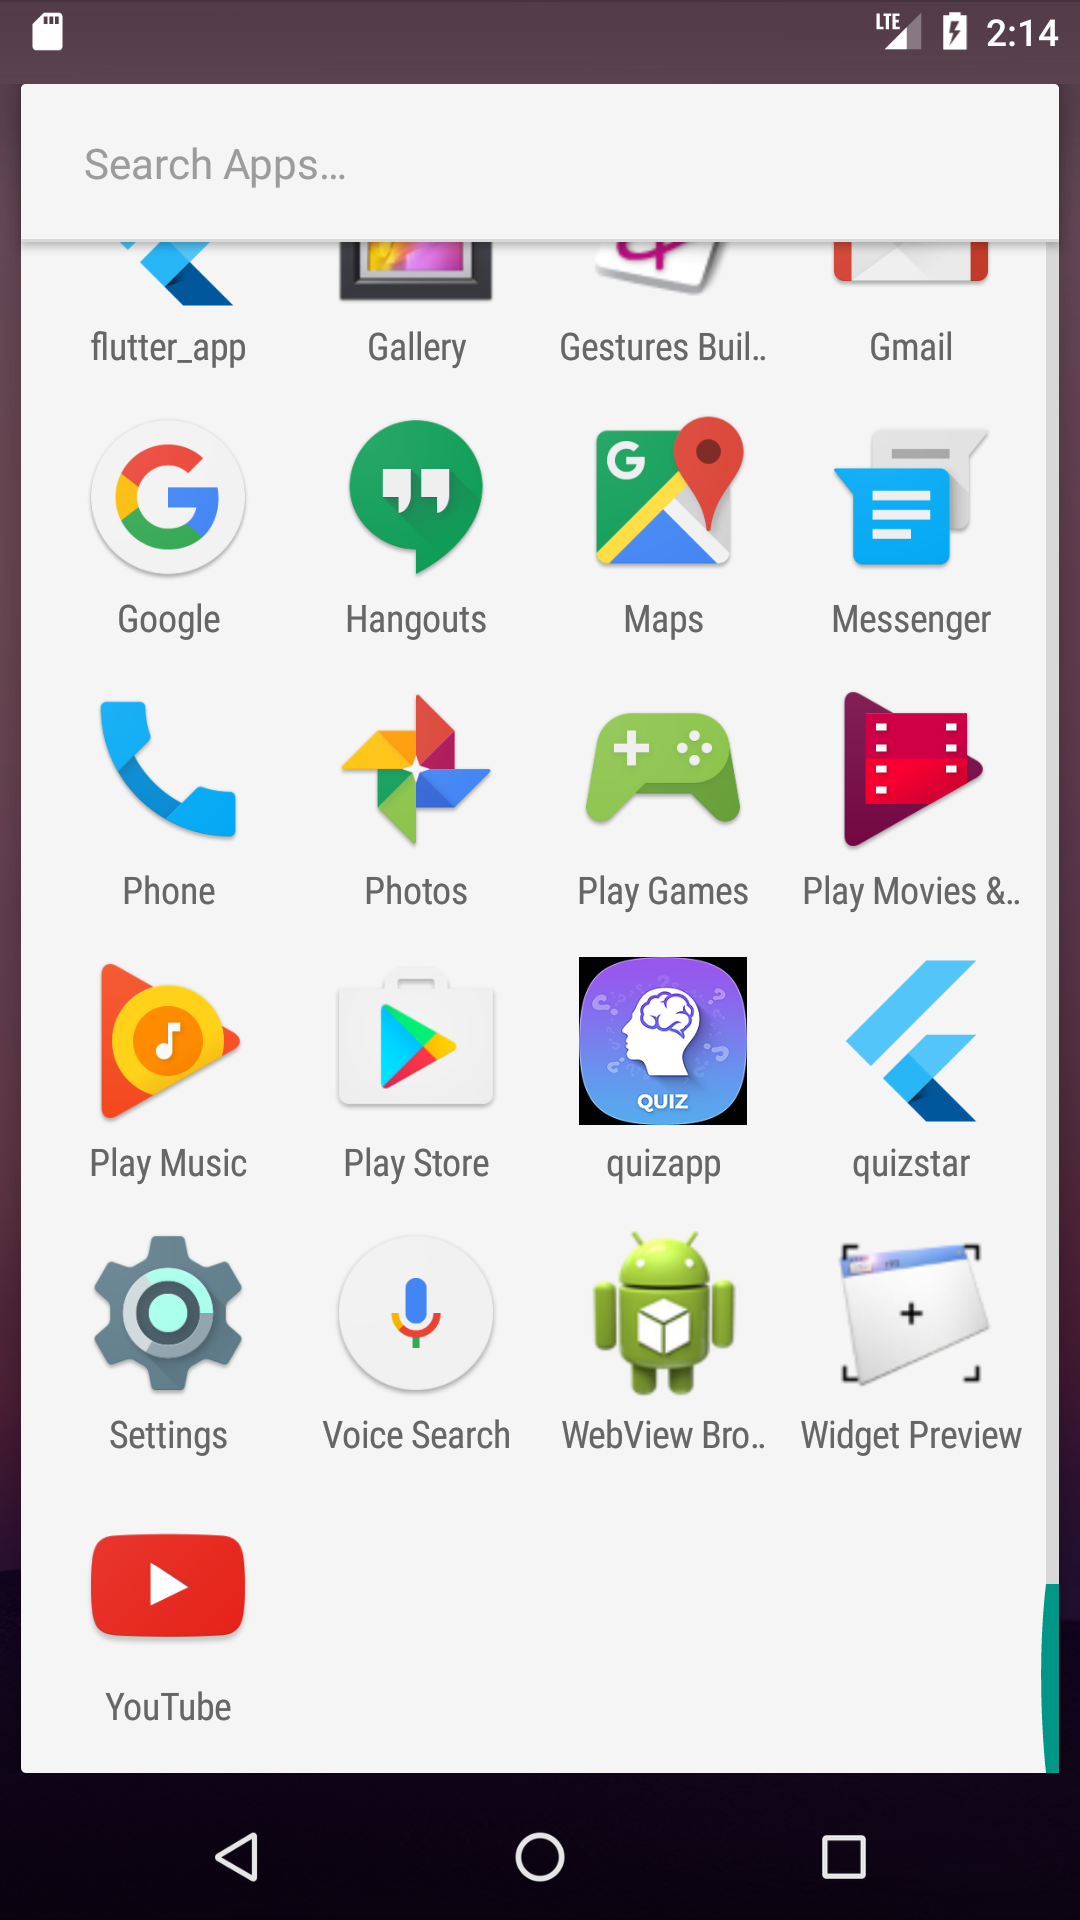 LTE 2:14
Search Apps...
flutter_app Gallery Gestures Buil.. Gmail
Google Hangouts Maps Messenger
Phone Photos Play Games Play Movies &..
QUIZ
Play Music Play Store quizapp quizstar
Settings Voice Search WebView Bro.. Widget Preview
YouTube